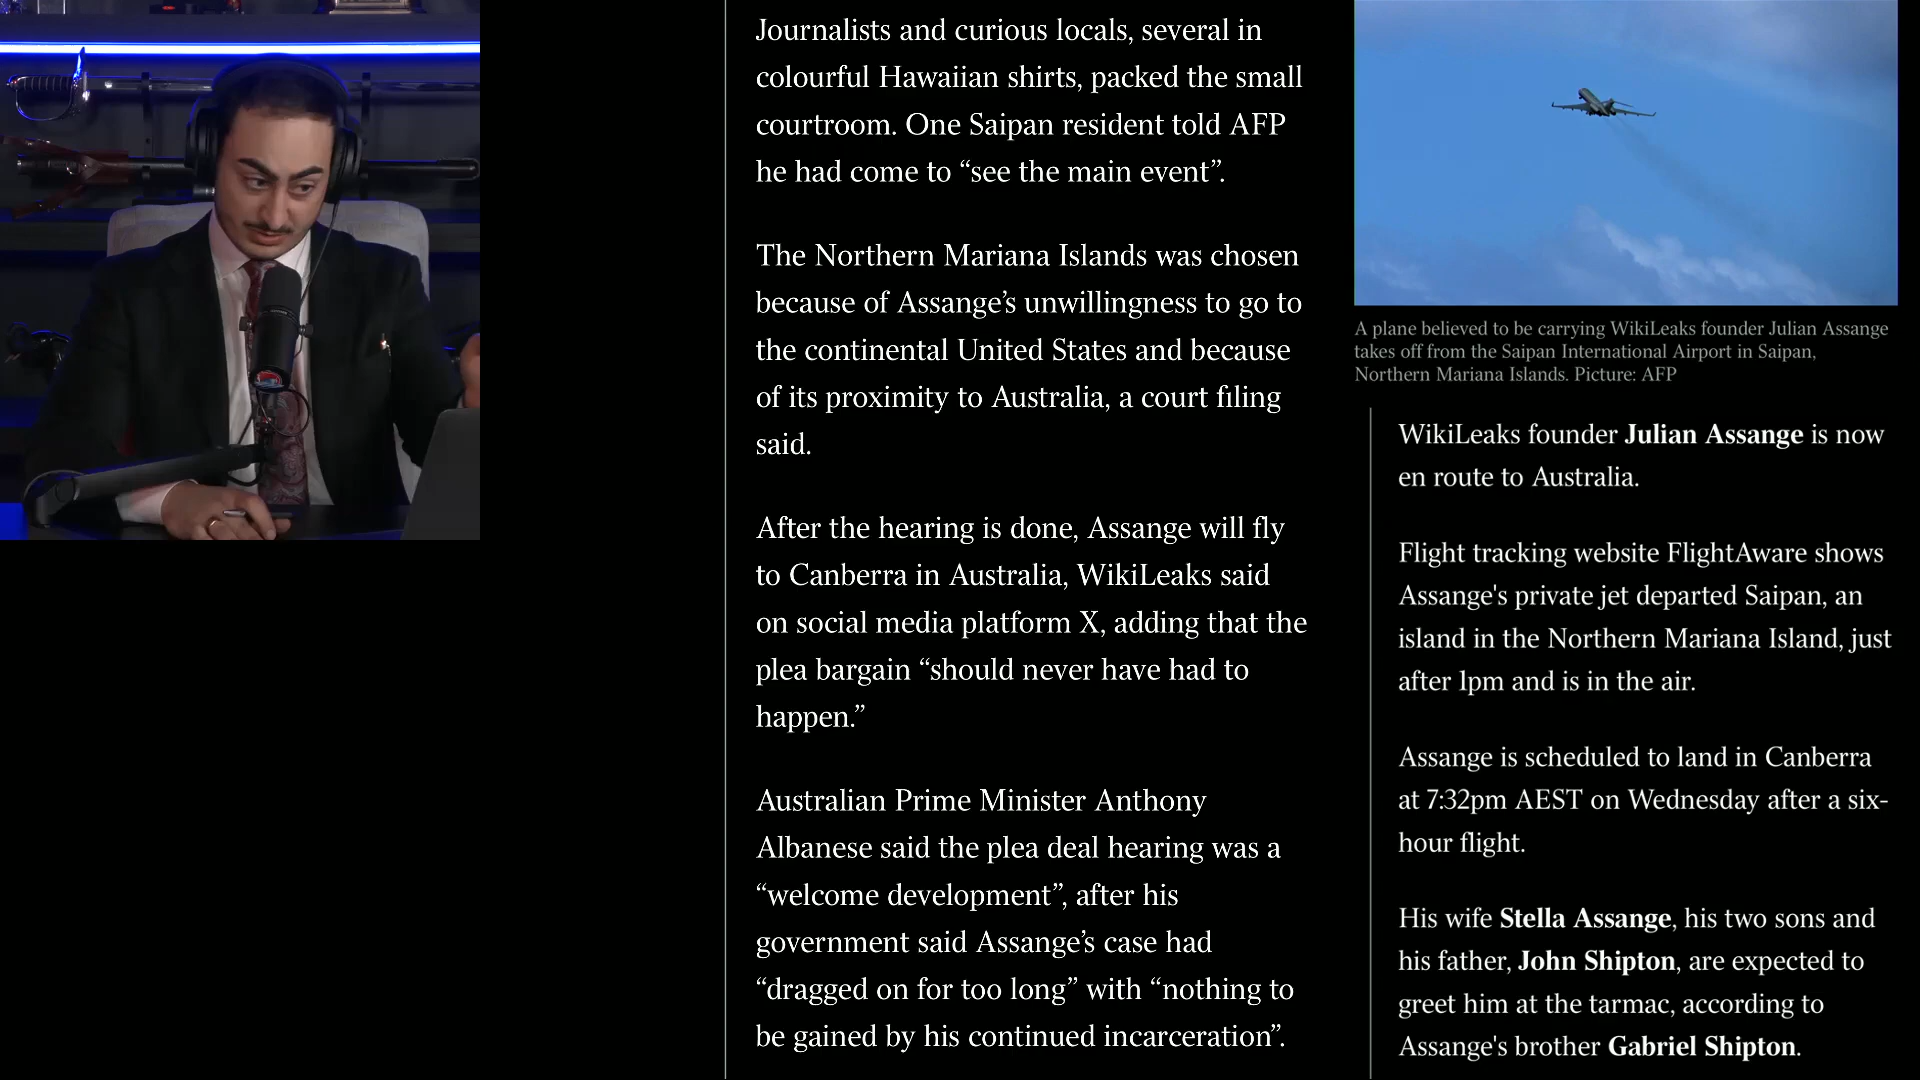 Journalists and curious locals, several in
colourful Hawaiian shirts, packed the small
courtroom. One Saipan resident told AFP
he had come to “see the main event”.
The Northern Mariana Islands was chosen
because of Assange’s unwillingness to go to
the continental United States and because
of its proximity to Australia, a court filing
said.
After the hearing is done, Assange will fly
to Canberra in Australia, WikiLeaks said
on social media platform X, adding that the
plea bargain “should never have had to
happen.”
Australian Prime Minister Anthony
Albanese said the plea deal hearing was a
“welcome development”, after his
government said Assange’s case had
“dragged on for too long” with “nothing to
be gained by his continued incarceration”.
A plane believed to be carrying WikiLeaks founder Julian Assange
takes off from the Saipan International Airport in Saipan,
Northern Mariana Islands. Picture: AFP
WikiLeaks founder Julian Assange is now
en route to Australia.
Flight tracking website FlightAware shows
Assange's private jet departed Saipan, an
island in the Northern Mariana Island, just
after 1pm and is in the air.
Assange is scheduled to land in Canberra
at 7:32pm AEST on Wednesday after a six-
hour flight.
His wife Stella Assange, his two sons and
his father, John Shipton, are expected to
greet him at the tarmac, according to
Assange's brother Gabriel Shipton.